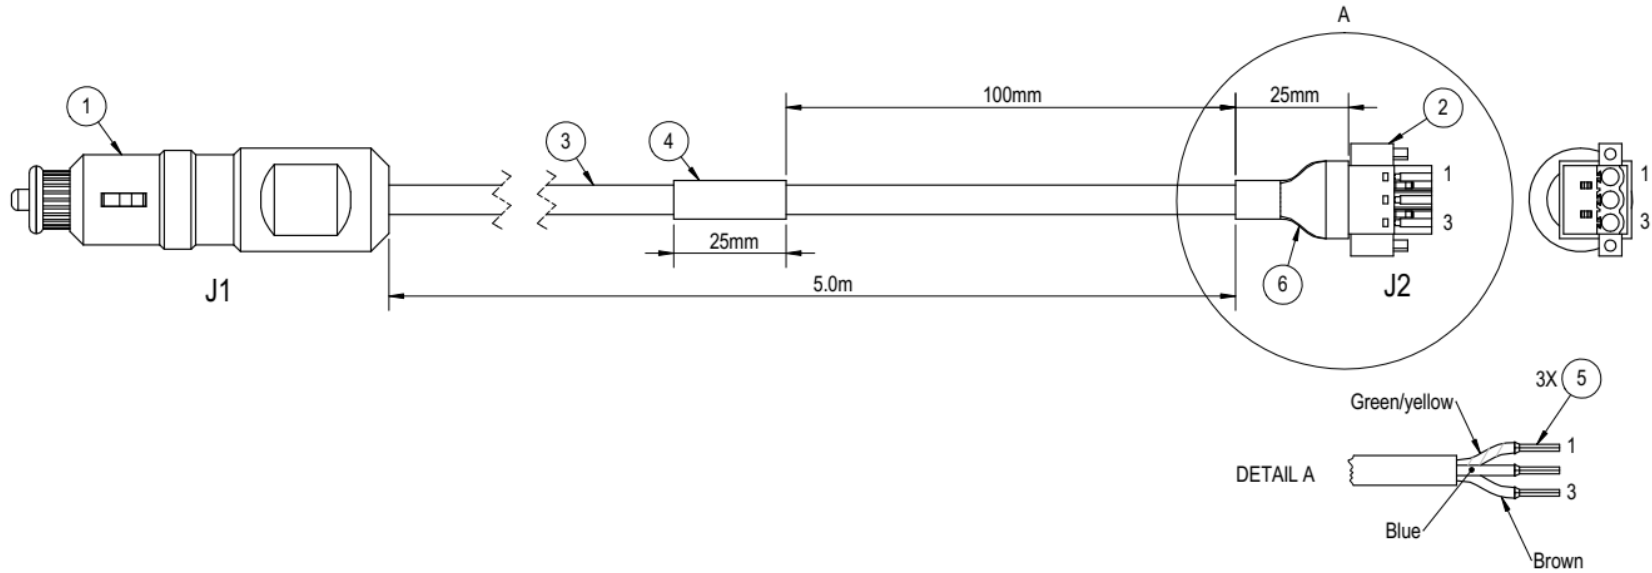 A
100mm
25mm
1
2
3
4
1
3
1
3
25mm
6
J1
5.0m
J2
3X 5
Green/yellow
1
DETAIL A
3
Blue
Brown